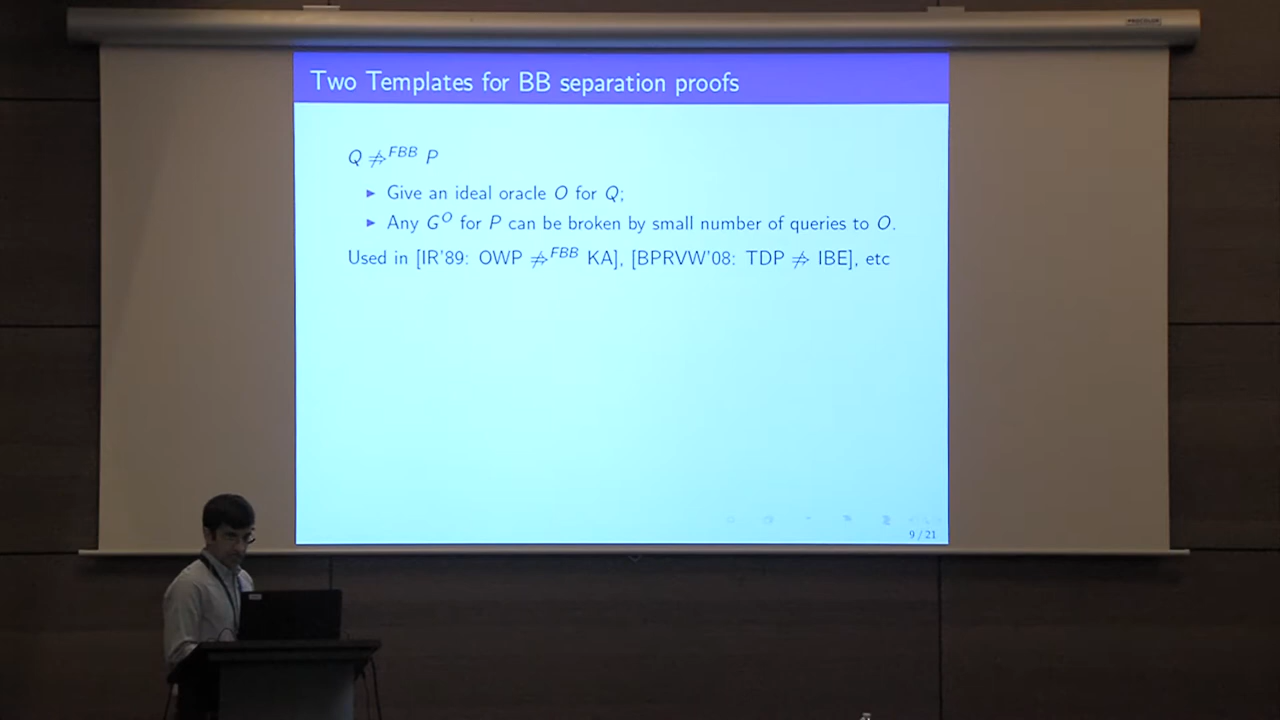 PROCOLOR
Two Templates for BB separation proofs
Q ⇏^FBB P
► Give an ideal oracle O for Q;
► Any G^O for P can be broken by small number of queries to O.
Used in [IR'89: OWP ⇏^FBB KA], [BPRVW'08: TDP ⇏ IBE], etc
9 / 21